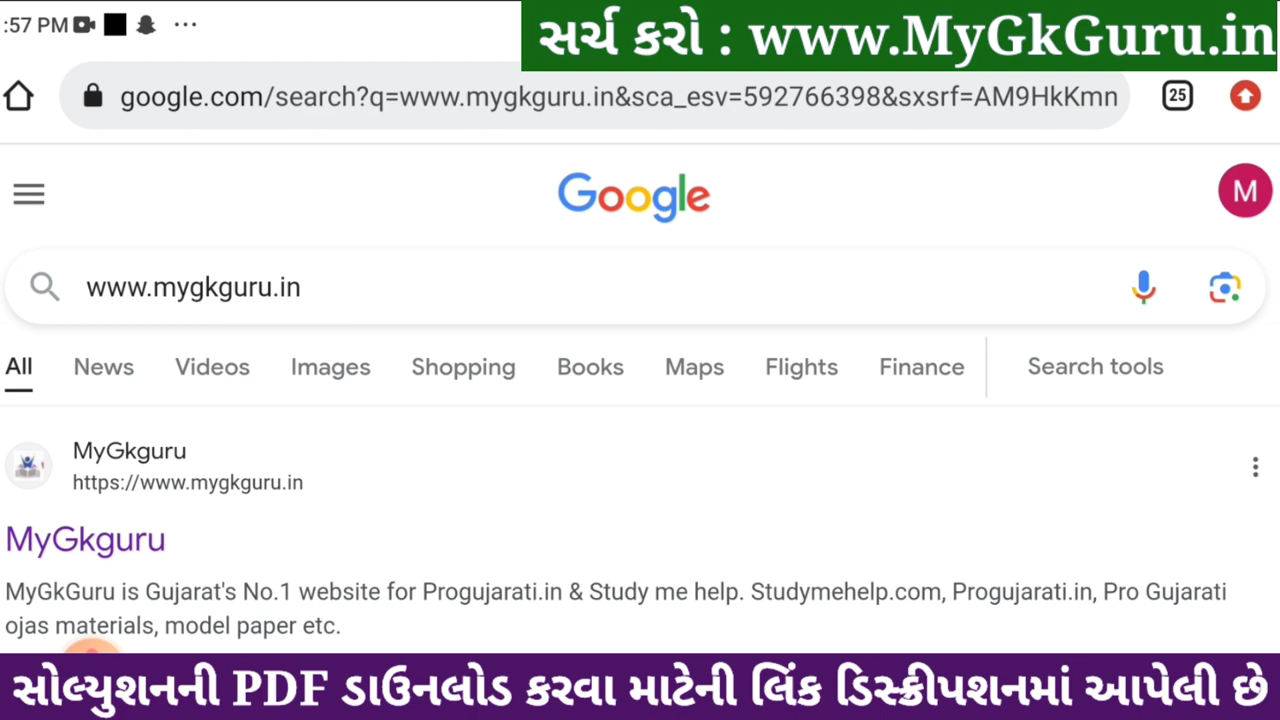 :57 PM
સર્ચ કરો : www.MyGkGuru.in
google.com/search?q=www.mygkguru.in&sca_esv=592766398&sxsrf=AM9HkKmn
25
Google
M
www.mygkguru.in
All News Videos Images Shopping Books Maps Flights Finance Search tools
MyGkguru
https://www.mygkguru.in
MyGkguru
MyGkGuru is Gujarat's No.1 website for Progujarati.in & Study me help. Studymehelp.com, Progujarati.in, Pro Gujarati
ojas materials, model paper etc.
સોલ્યુશનની PDF ડાઉનલોડ કરવા માટેની લિંક ડિસ્ક્રીપશનમાં આપેલી છે